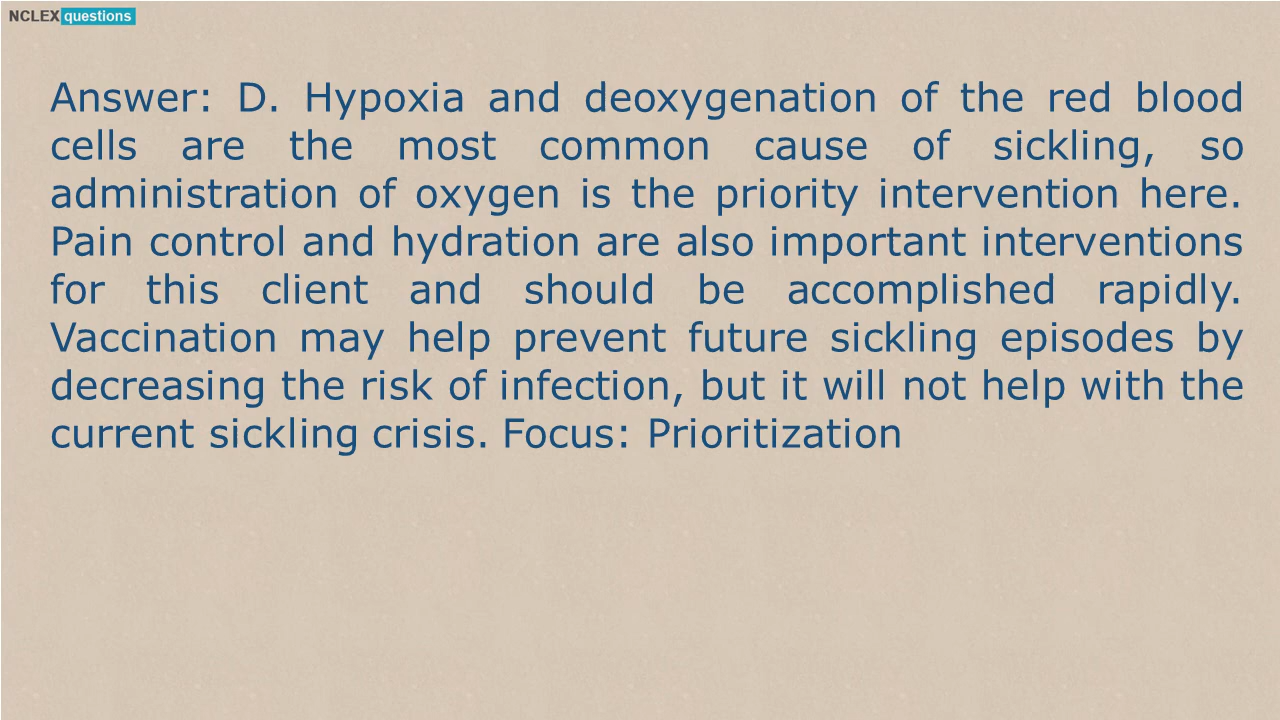 NCLEX questions
Answer: D. Hypoxia and deoxygenation of the red blood
cells are the most common cause of sickling, so
administration of oxygen is the priority intervention here.
Pain control and hydration are also important interventions
for this client and should be accomplished rapidly.
Vaccination may help prevent future sickling episodes by
decreasing the risk of infection, but it will not help with the
current sickling crisis. Focus: Prioritization